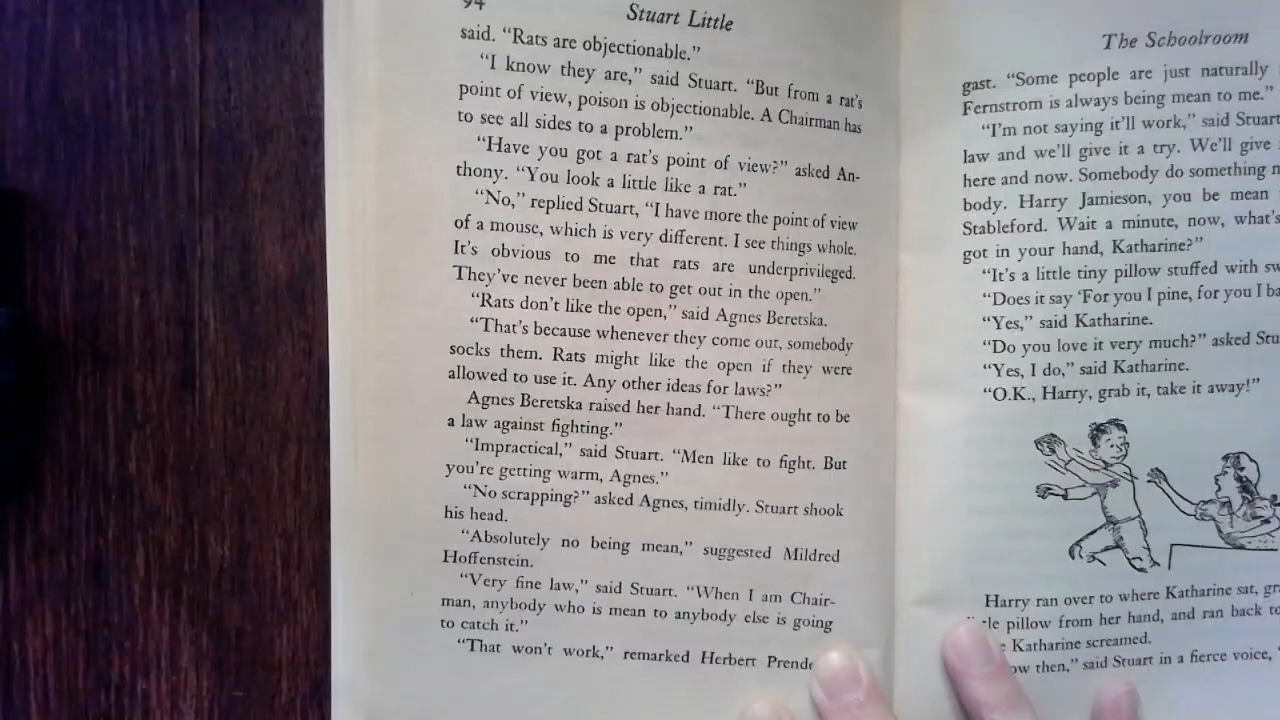 94
Stuart Little
said. “Rats are objectionable.”
“I know they are,” said Stuart. “But from a rat’s
point of view, poison is objectionable. A Chairman has
to see all sides to a problem.”
“Have you got a rat’s point of view?” asked An-
thony. “You look a little like a rat.”
“No,” replied Stuart, “I have more the point of view
of a mouse, which is very different. I see things whole.
It’s obvious to me that rats are underprivileged.
They’ve never been able to get out in the open.”
“Rats don’t like the open,” said Agnes Beretska.
“That’s because whenever they come out, somebody
socks them. Rats might like the open if they were
allowed to use it. Any other ideas for laws?”
Agnes Beretska raised her hand. “There ought to be
a law against fighting.”
“Impractical,” said Stuart. “Men like to fight. But
you’re getting warm, Agnes.”
“No scrapping?” asked Agnes, timidly. Stuart shook
his head.
“Absolutely no being mean,” suggested Mildred
Hoffenstein.
“Very fine law,” said Stuart. “When I am Chair-
man, anybody who is mean to anybody else is going
to catch it.”
“That won’t work,” remarked Herbert
The Schoolroom
gast. “Some people are just naturally
Fernstrom is always being mean to me.”
“I’m not saying it’ll work,” said Stuart
law and we’ll give it a try. We’ll give
here and now. Somebody do something
body. Harry Jamieson, you be mean
Stableford. Wait a minute, now, what’s
got in your hand, Katharine?”
“It’s a little tiny pillow stuffed with
“Does it say ‘For you I pine, for you I
“Yes,” said Katharine.
“Do you love it very much?” asked
“Yes, I do,” said Katharine.
“O.K., Harry, grab it, take it away!”
Harry ran over to where Katharine sat,
pillow from her hand, and ran back to
Katharine screamed.
then,” said Stuart in a fierce voice,